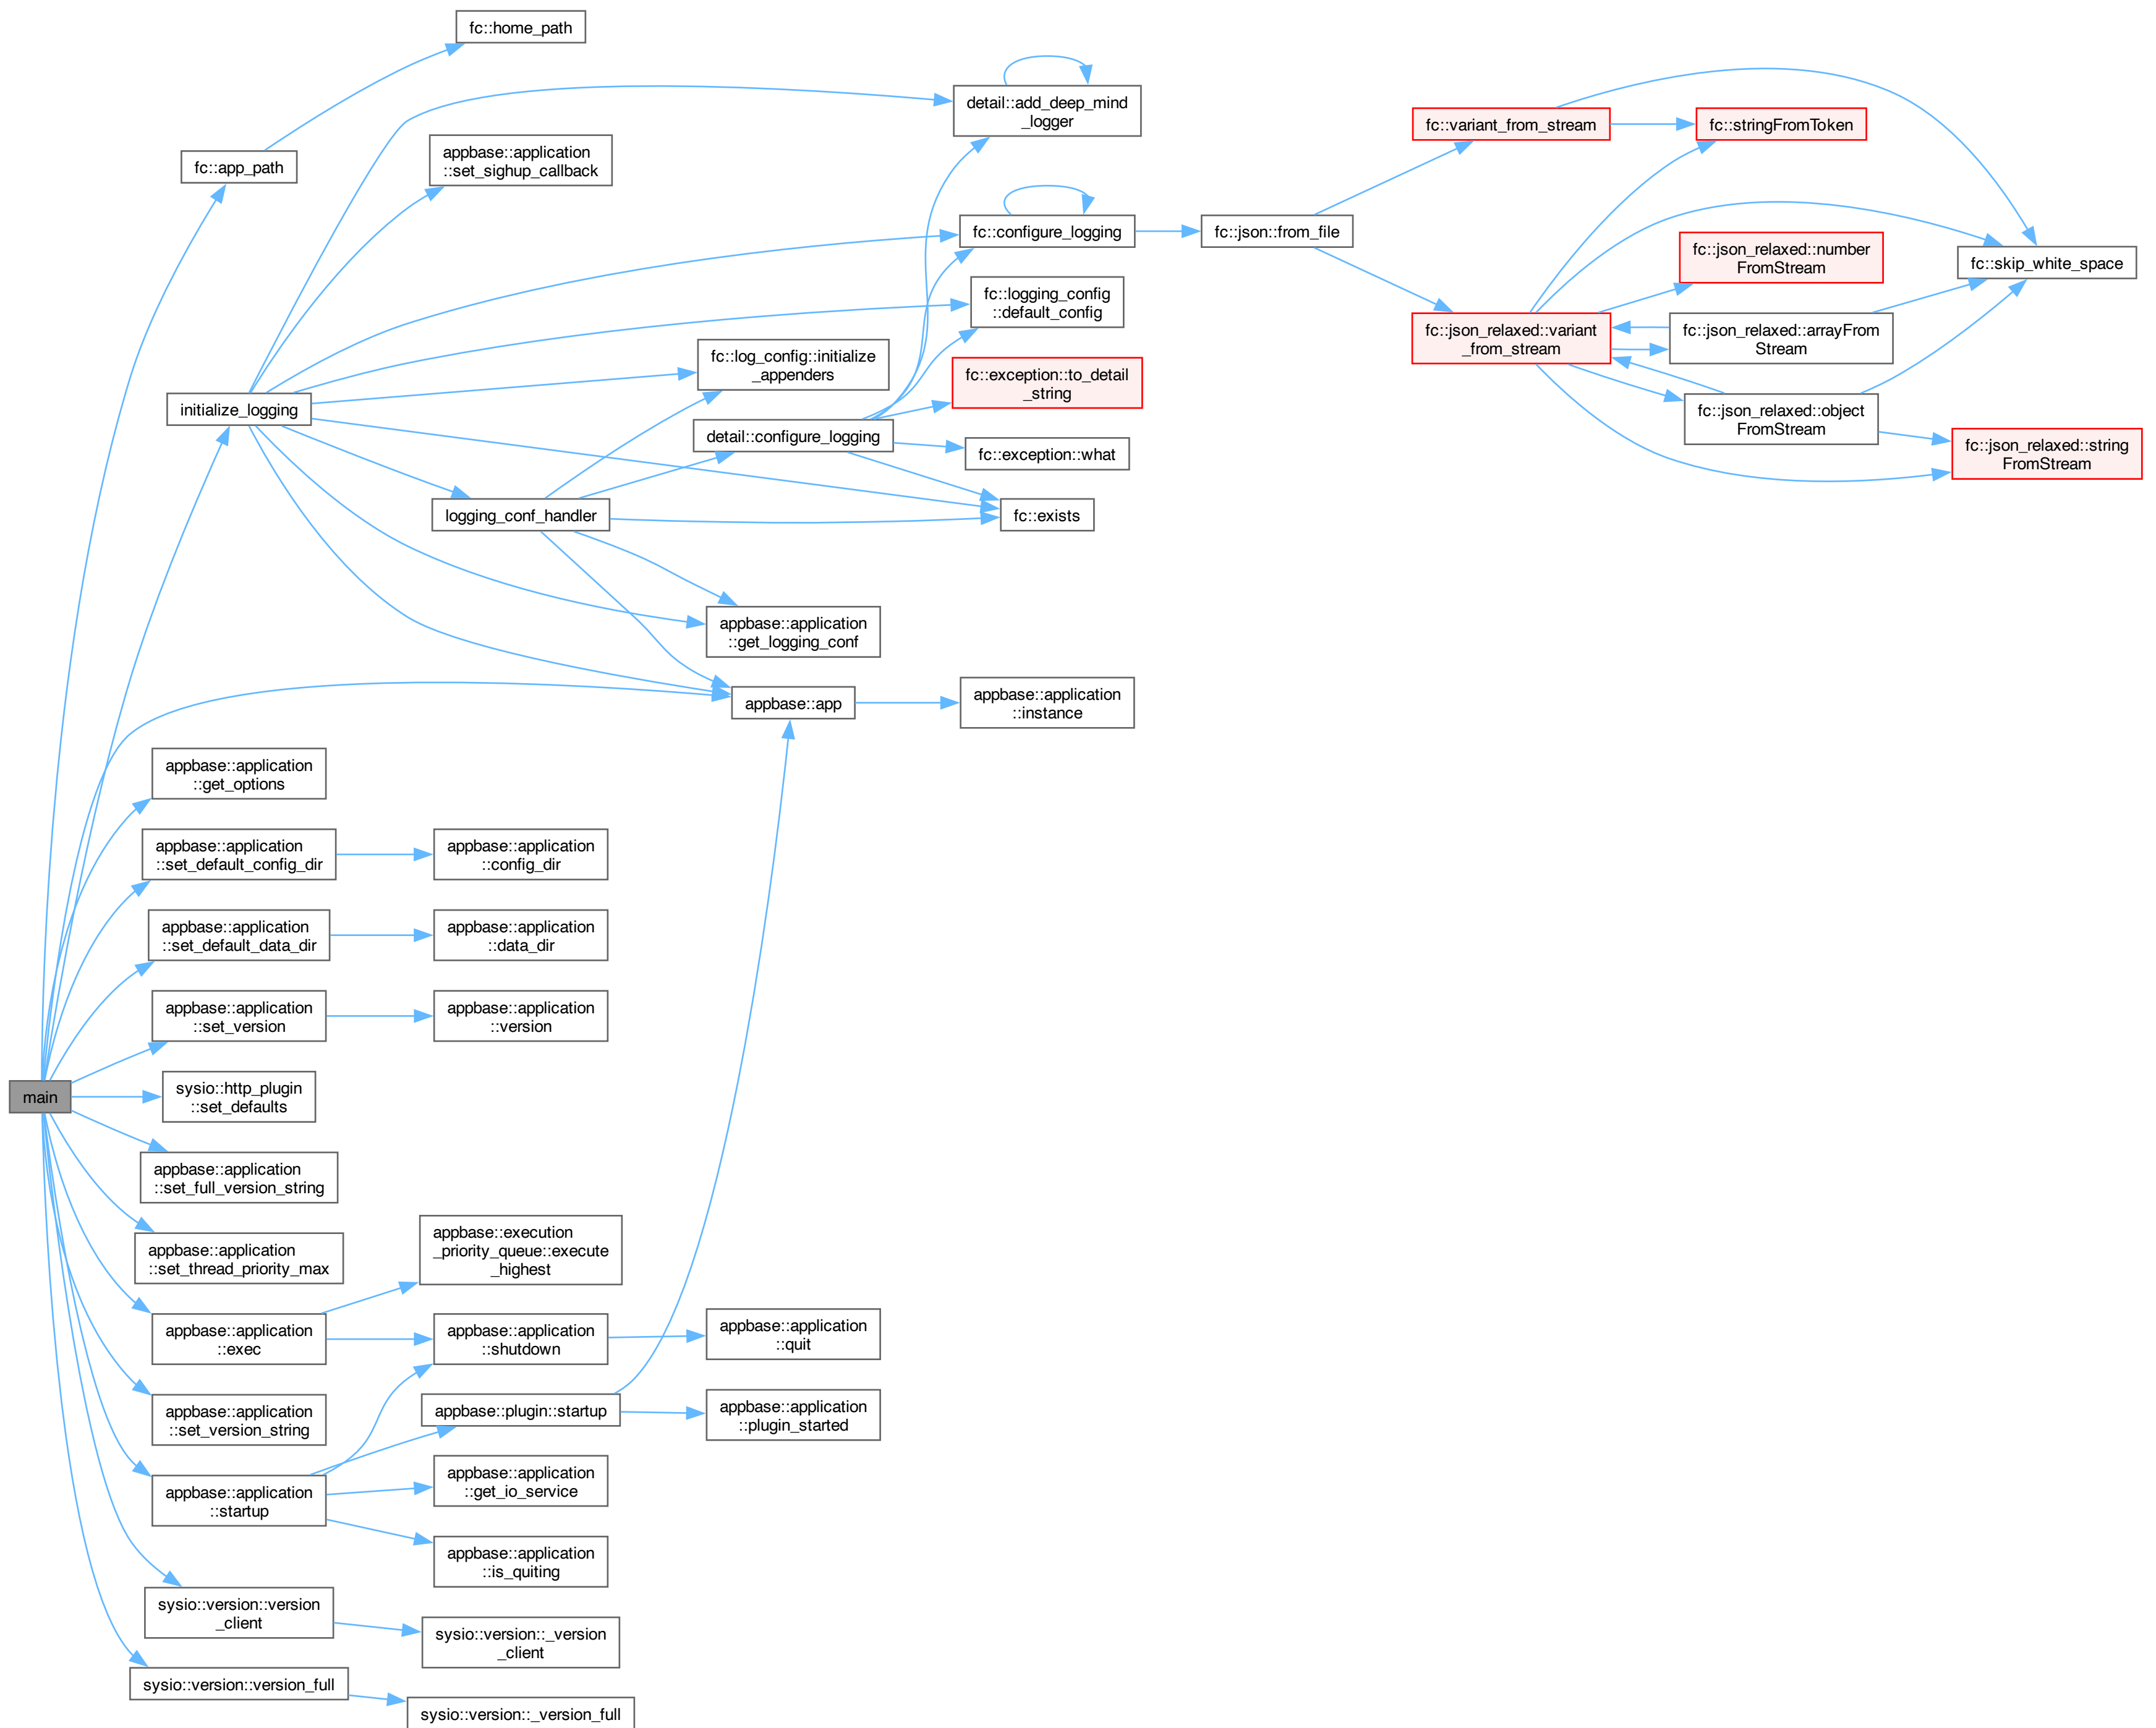 fc::home_path
detail::add_deep_mind
_logger
fc::variant_from_stream
fc::stringFromToken
appbase::application
::set_sighup_callback
fc::app_path
fc::configure_logging
fc::json::from_file
fc::json_relaxed::number
FromStream
fc::skip_white_space
fc::logging_config
::default_config
fc::json_relaxed::variant
_from_stream
fc::json_relaxed::arrayFrom
Stream
fc::log_config::initialize
_appenders
fc::exception::to_detail
_string
initialize_logging
fc::json_relaxed::object
FromStream
detail::configure_logging
fc::exception::what
fc::json_relaxed::string
FromStream
logging_conf_handler
fc::exists
appbase::application
::get_logging_conf
appbase::app
appbase::application
::instance
appbase::application
::get_options
appbase::application
::set_default_config_dir
appbase::application
::config_dir
appbase::application
::set_default_data_dir
appbase::application
::data_dir
appbase::application
::set_version
appbase::application
::version
main
sysio::http_plugin
::set_defaults
appbase::application
::set_full_version_string
appbase::application
::set_thread_priority_max
appbase::execution
_priority_queue::execute
_highest
appbase::application
::exec
appbase::application
::shutdown
appbase::application
::quit
appbase::application
::set_version_string
appbase::plugin::startup
appbase::application
::plugin_started
appbase::application
::startup
appbase::application
::get_io_service
appbase::application
::is_quiting
sysio::version::version
_client
sysio::version::_version
_client
sysio::version::version_full
sysio::version::_version_full